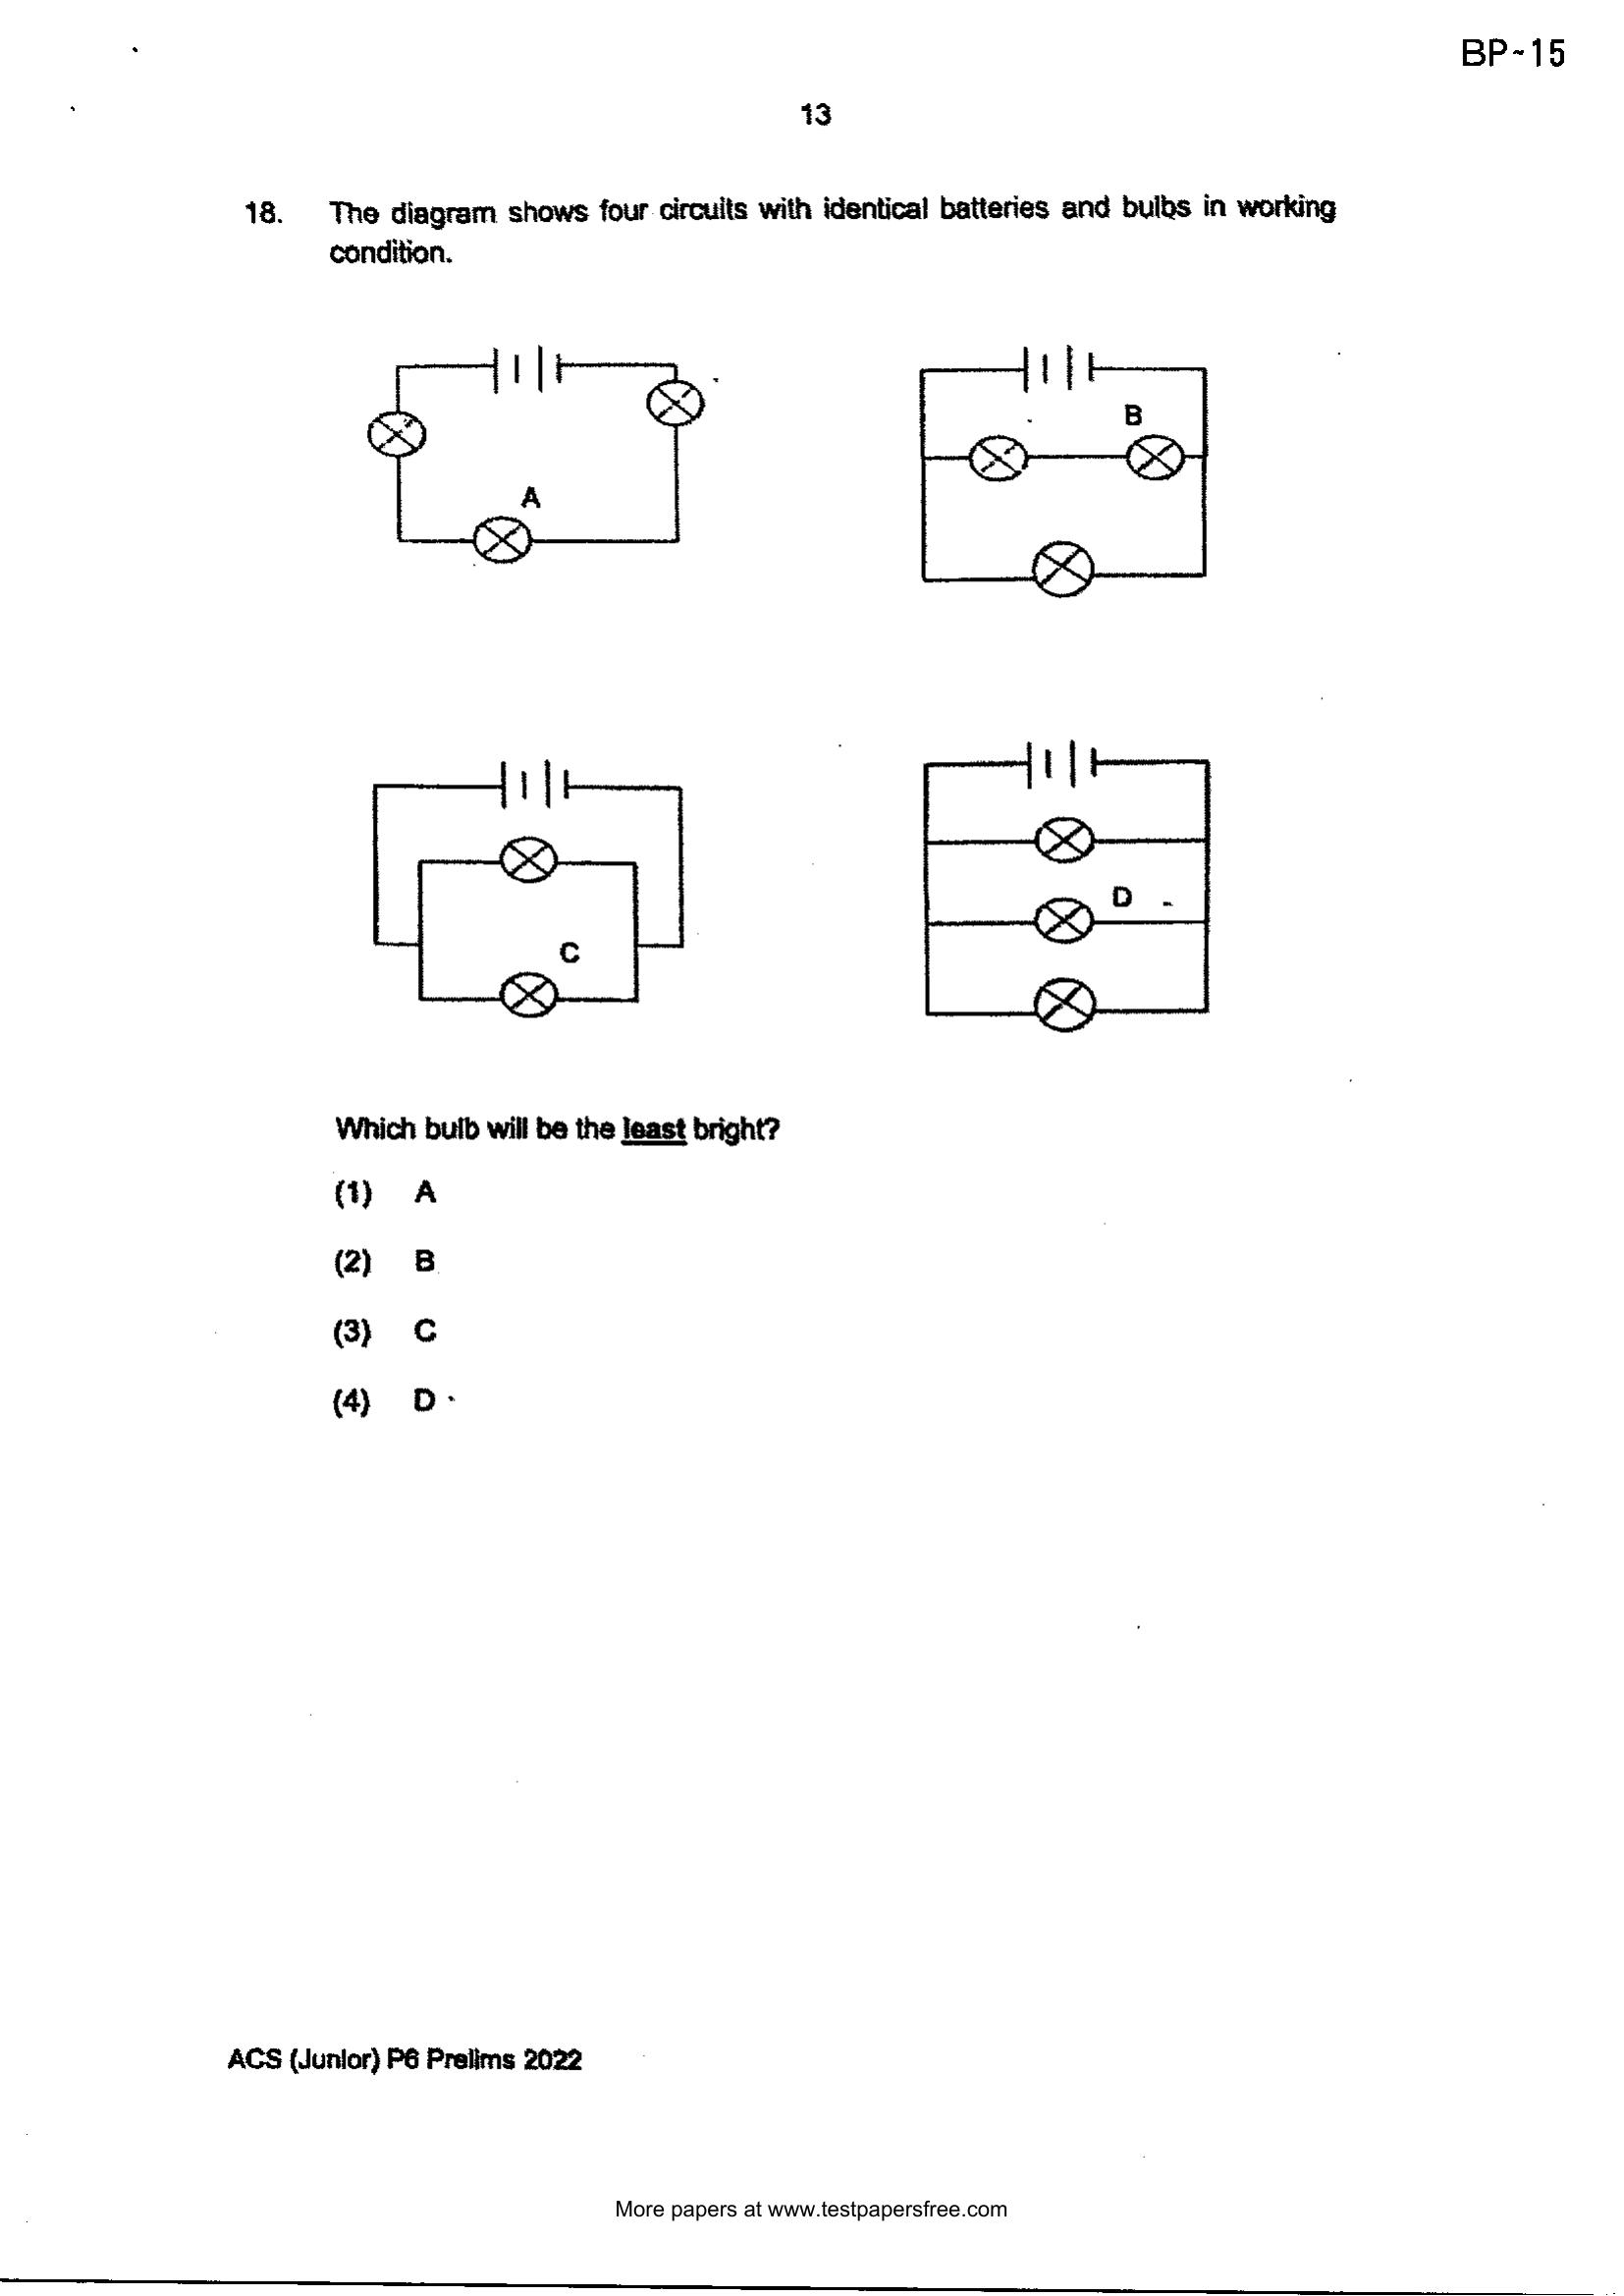 BP-15
13
18. The diagram shows four circuits with identical batteries and bulbs in working
condition.
A
B
C
D
Which bulb will be the least bright?
(1) A
(2) B
(3) C
(4) D
ACS (Junior) P6 Prelims 2022
More papers at www.testpapersfree.com